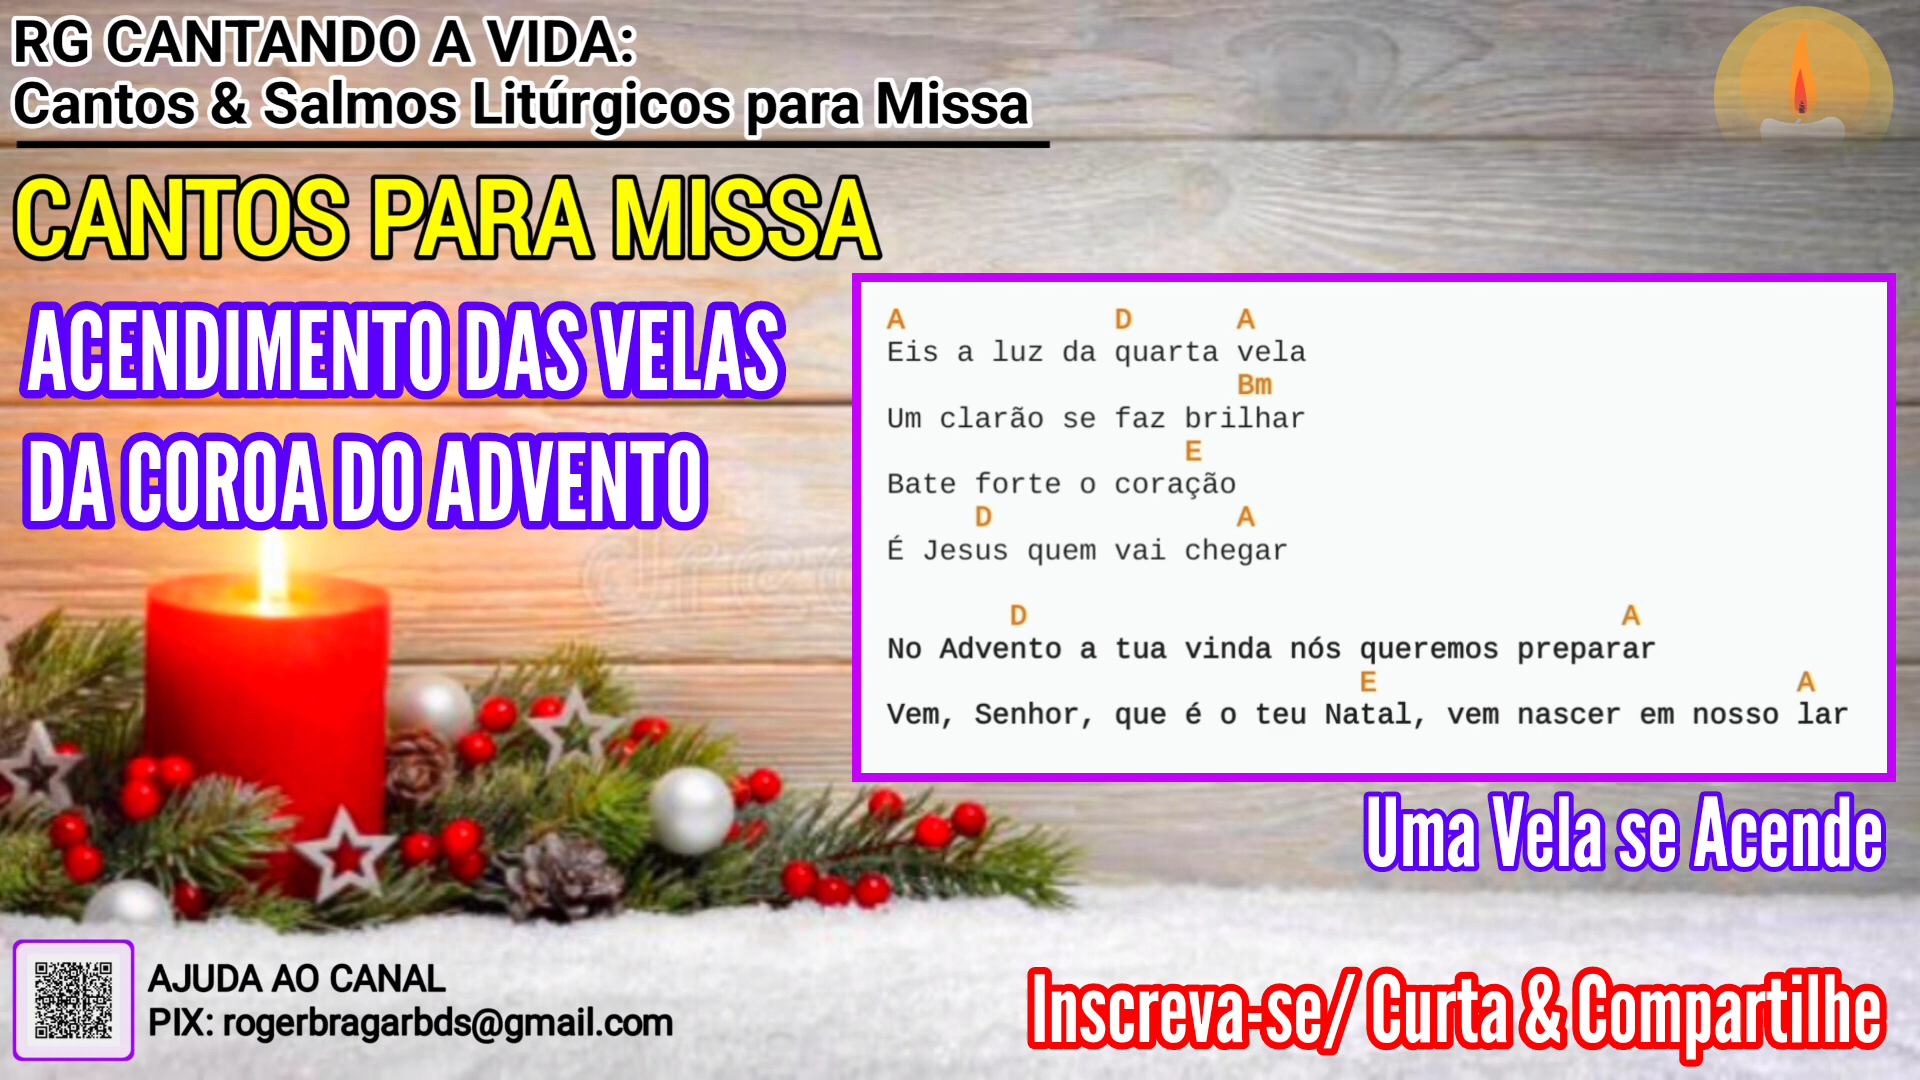 RG CANTANDO A VIDA:
Cantos & Salmos Litúrgicos para Missa
CANTOS PARA MISSA
ACENDIMENTO DAS VELAS
DA COROA DO ADVENTO
A D A
Eis a luz da quarta vela
Bm
Um clarão se faz brilhar
E
Bate forte o coração
D A
É Jesus quem vai chegar
D A
No Advento a tua vinda nós queremos preparar
E A
Vem, Senhor, que é o teu Natal, vem nascer em nosso lar
Uma Vela se Acende
AJUDA AO CANAL
PIX: rogerbragarbds@gmail.com
Inscreva-se/ Curta & Compartilhe